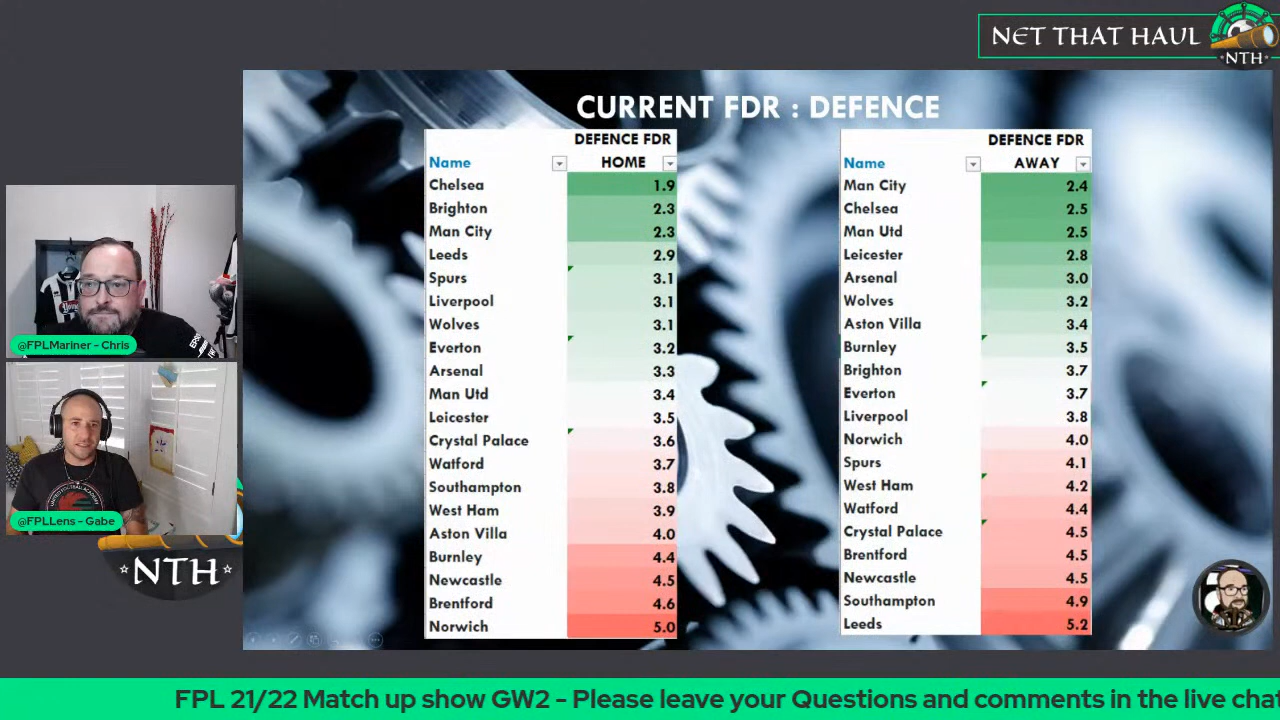 NET THAT HAUL
NTH
CURRENT FDR : DEFENCE
DEFENCE FDR
Name HOME
Chelsea 1.9
Brighton 2.3
Man City 2.3
Leeds 2.9
Spurs 3.1
Liverpool 3.1
Wolves 3.1
Everton 3.2
Arsenal 3.3
Man Utd 3.4
Leicester 3.5
Crystal Palace 3.6
Watford 3.7
Southampton 3.8
West Ham 3.9
Aston Villa 4.0
Burnley 4.4
Newcastle 4.5
Brentford 4.6
Norwich 5.0
DEFENCE FDR
Name AWAY
Man City 2.4
Chelsea 2.5
Man Utd 2.5
Leicester 2.8
Arsenal 3.0
Wolves 3.2
Aston Villa 3.4
Burnley 3.5
Brighton 3.7
Everton 3.7
Liverpool 3.8
Norwich 4.0
Spurs 4.1
West Ham 4.2
Watford 4.4
Crystal Palace 4.5
Brentford 4.5
Newcastle 4.5
Southampton 4.9
Leeds 5.2
@FPLMariner - Chris
@FPLLens - Gabe
NTH
FPL 21/22 Match up show GW2 - Please leave your Questions and comments in the live chat